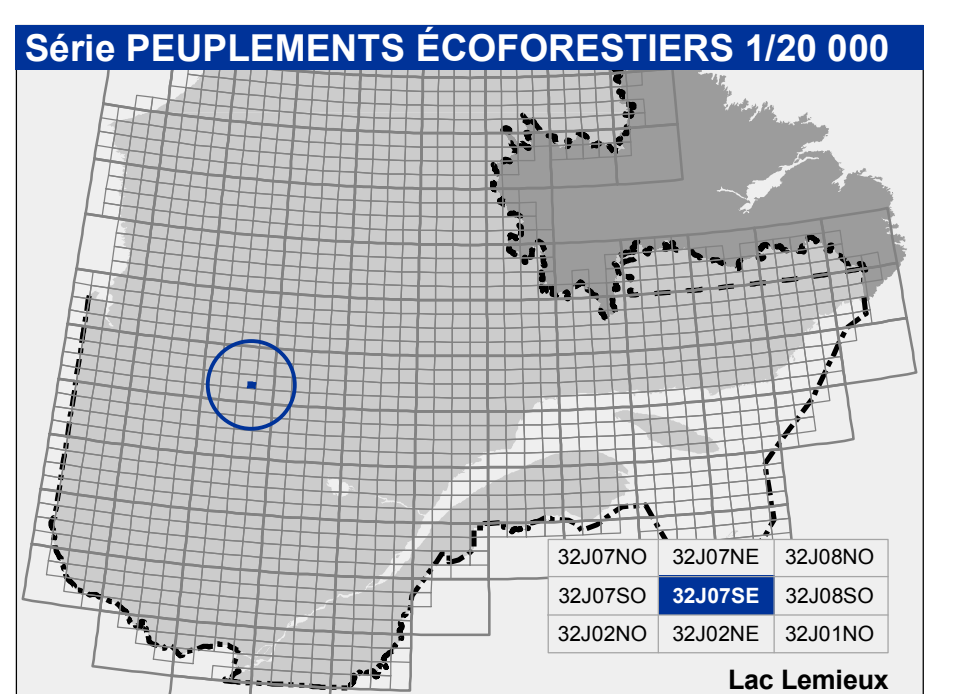 Série PEUPLEMENTS ÉCOFORESTIERS 1/20 000
32J07NO 32J07NE 32J08NO
32J07SO 32J07SE 32J08SO
32J02NO 32J02NE 32J01NO
Lac Lemieux